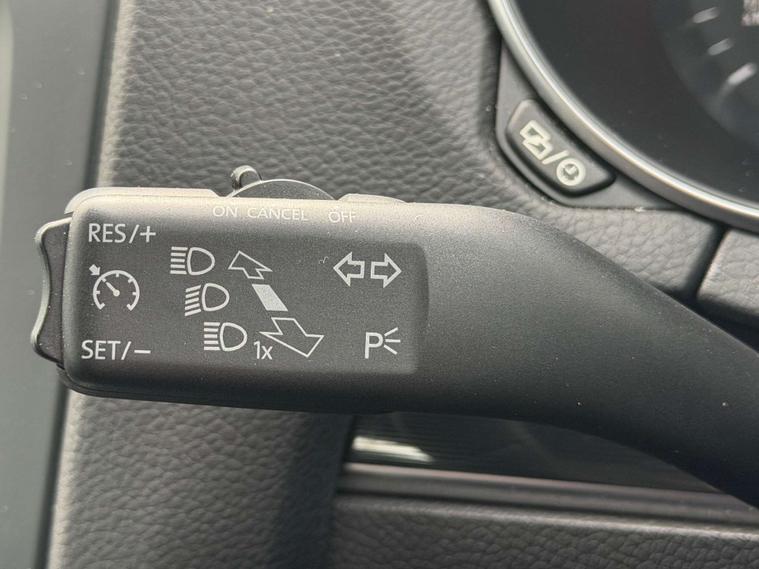 ON CANCEL OFF
RES/+
SET/-
1x
P